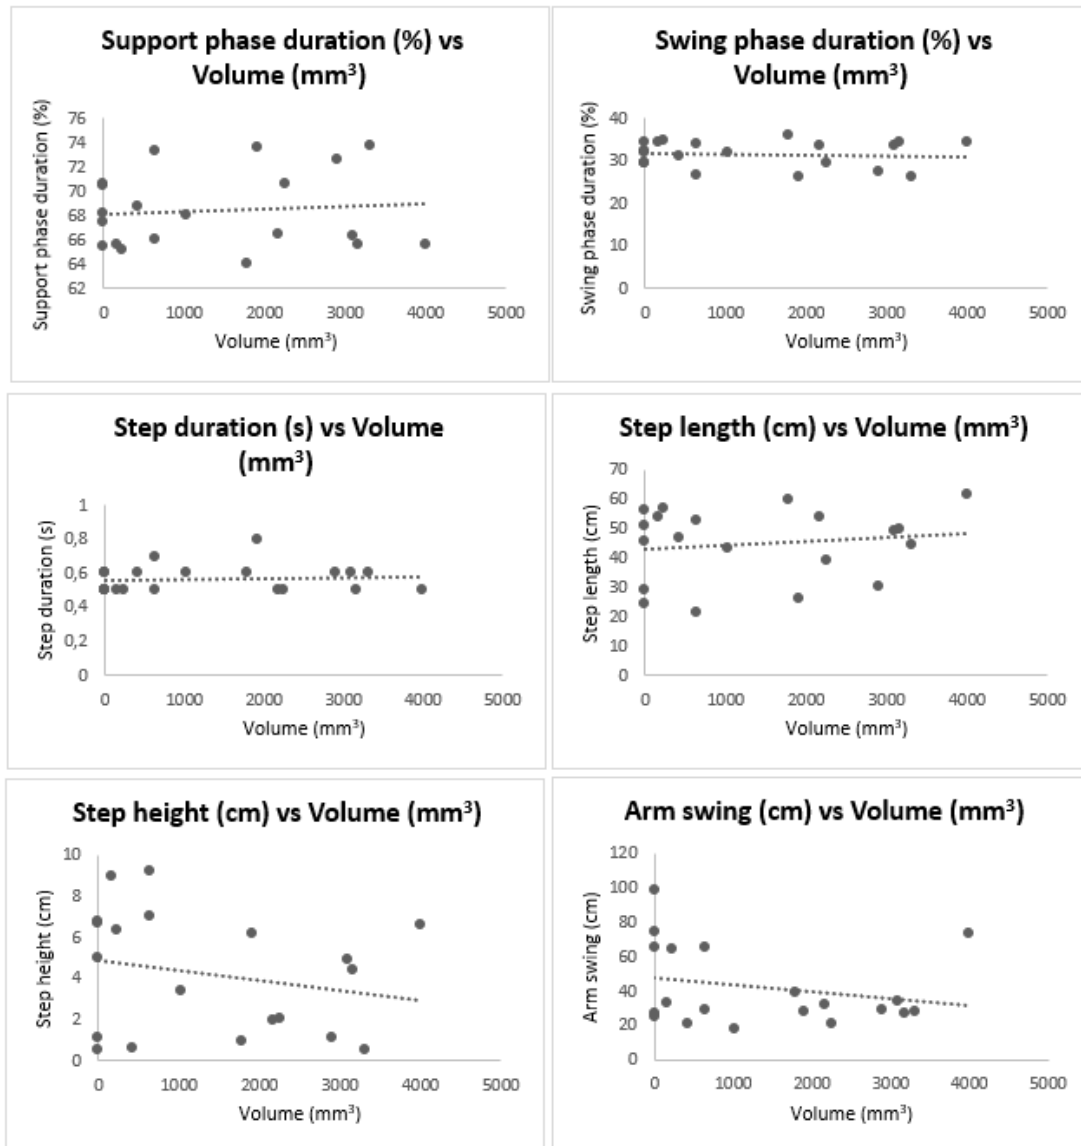 Support phase duration (%) vs
Volume (mm³)
Support phase duration (%)
76
74
72
70
68
66
64
62
0 1000 2000 3000 4000 5000
Volume (mm³)
Swing phase duration (%) vs
Volume (mm³)
Swing phase duration (%)
40
30
20
10
0
0 1000 2000 3000 4000 5000
Volume (mm³)
Step duration (s) vs Volume
(mm³)
Step duration (s)
1
0,8
0,6
0,4
0,2
0
0 1000 2000 3000 4000 5000
Volume (mm³)
Step length (cm) vs Volume (mm³)
Step length (cm)
70
60
50
40
30
20
10
0
0 1000 2000 3000 4000 5000
Volume (mm³)
Step height (cm) vs Volume (mm³)
Step height (cm)
10
8
6
4
2
0
0 1000 2000 3000 4000 5000
Volume (mm³)
Arm swing (cm) vs Volume (mm³)
Arm swing (cm)
120
100
80
60
40
20
0
0 1000 2000 3000 4000 5000
Volume (mm³)